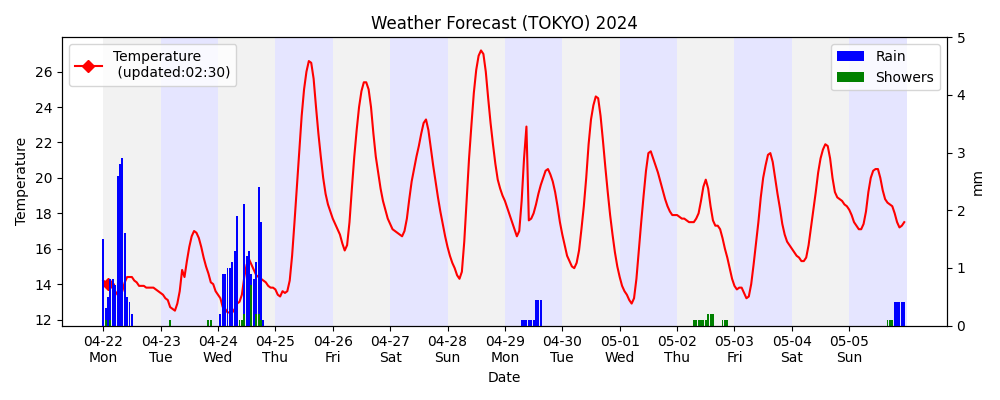 Weather Forecast (TOKYO) 2024
Temperature
(updated:02:30)
Rain
Showers
Temperature
26
24
22
20
18
16
14
12
5
4
3
2
1
0
mm
04-22 04-23 04-24 04-25 04-26 04-27 04-28 04-29 04-30 05-01 05-02 05-03 05-04 05-05
Mon Tue Wed Thu Fri Sat Sun Mon Tue Wed Thu Fri Sat Sun
Date